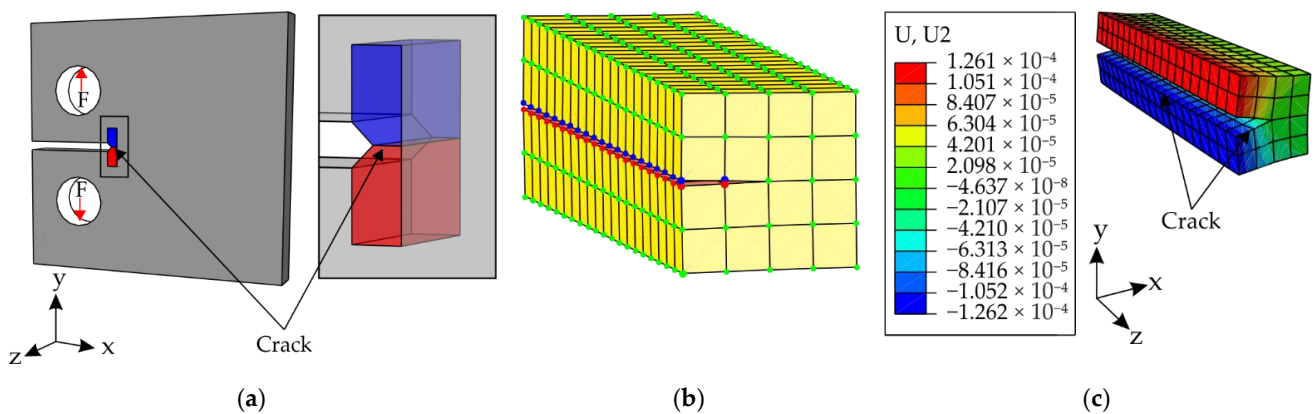 F
F
Crack
y
z
x
U, U2
1.261 × 10⁻⁴
1.051 × 10⁻⁴
8.407 × 10⁻⁵
6.304 × 10⁻⁵
4.201 × 10⁻⁵
2.098 × 10⁻⁵
−4.637 × 10⁻⁸
−2.107 × 10⁻⁵
−4.210 × 10⁻⁵
−6.313 × 10⁻⁵
−8.416 × 10⁻⁵
−1.052 × 10⁻⁴
−1.262 × 10⁻⁴
Crack
y
x
z
(a)
(b)
(c)